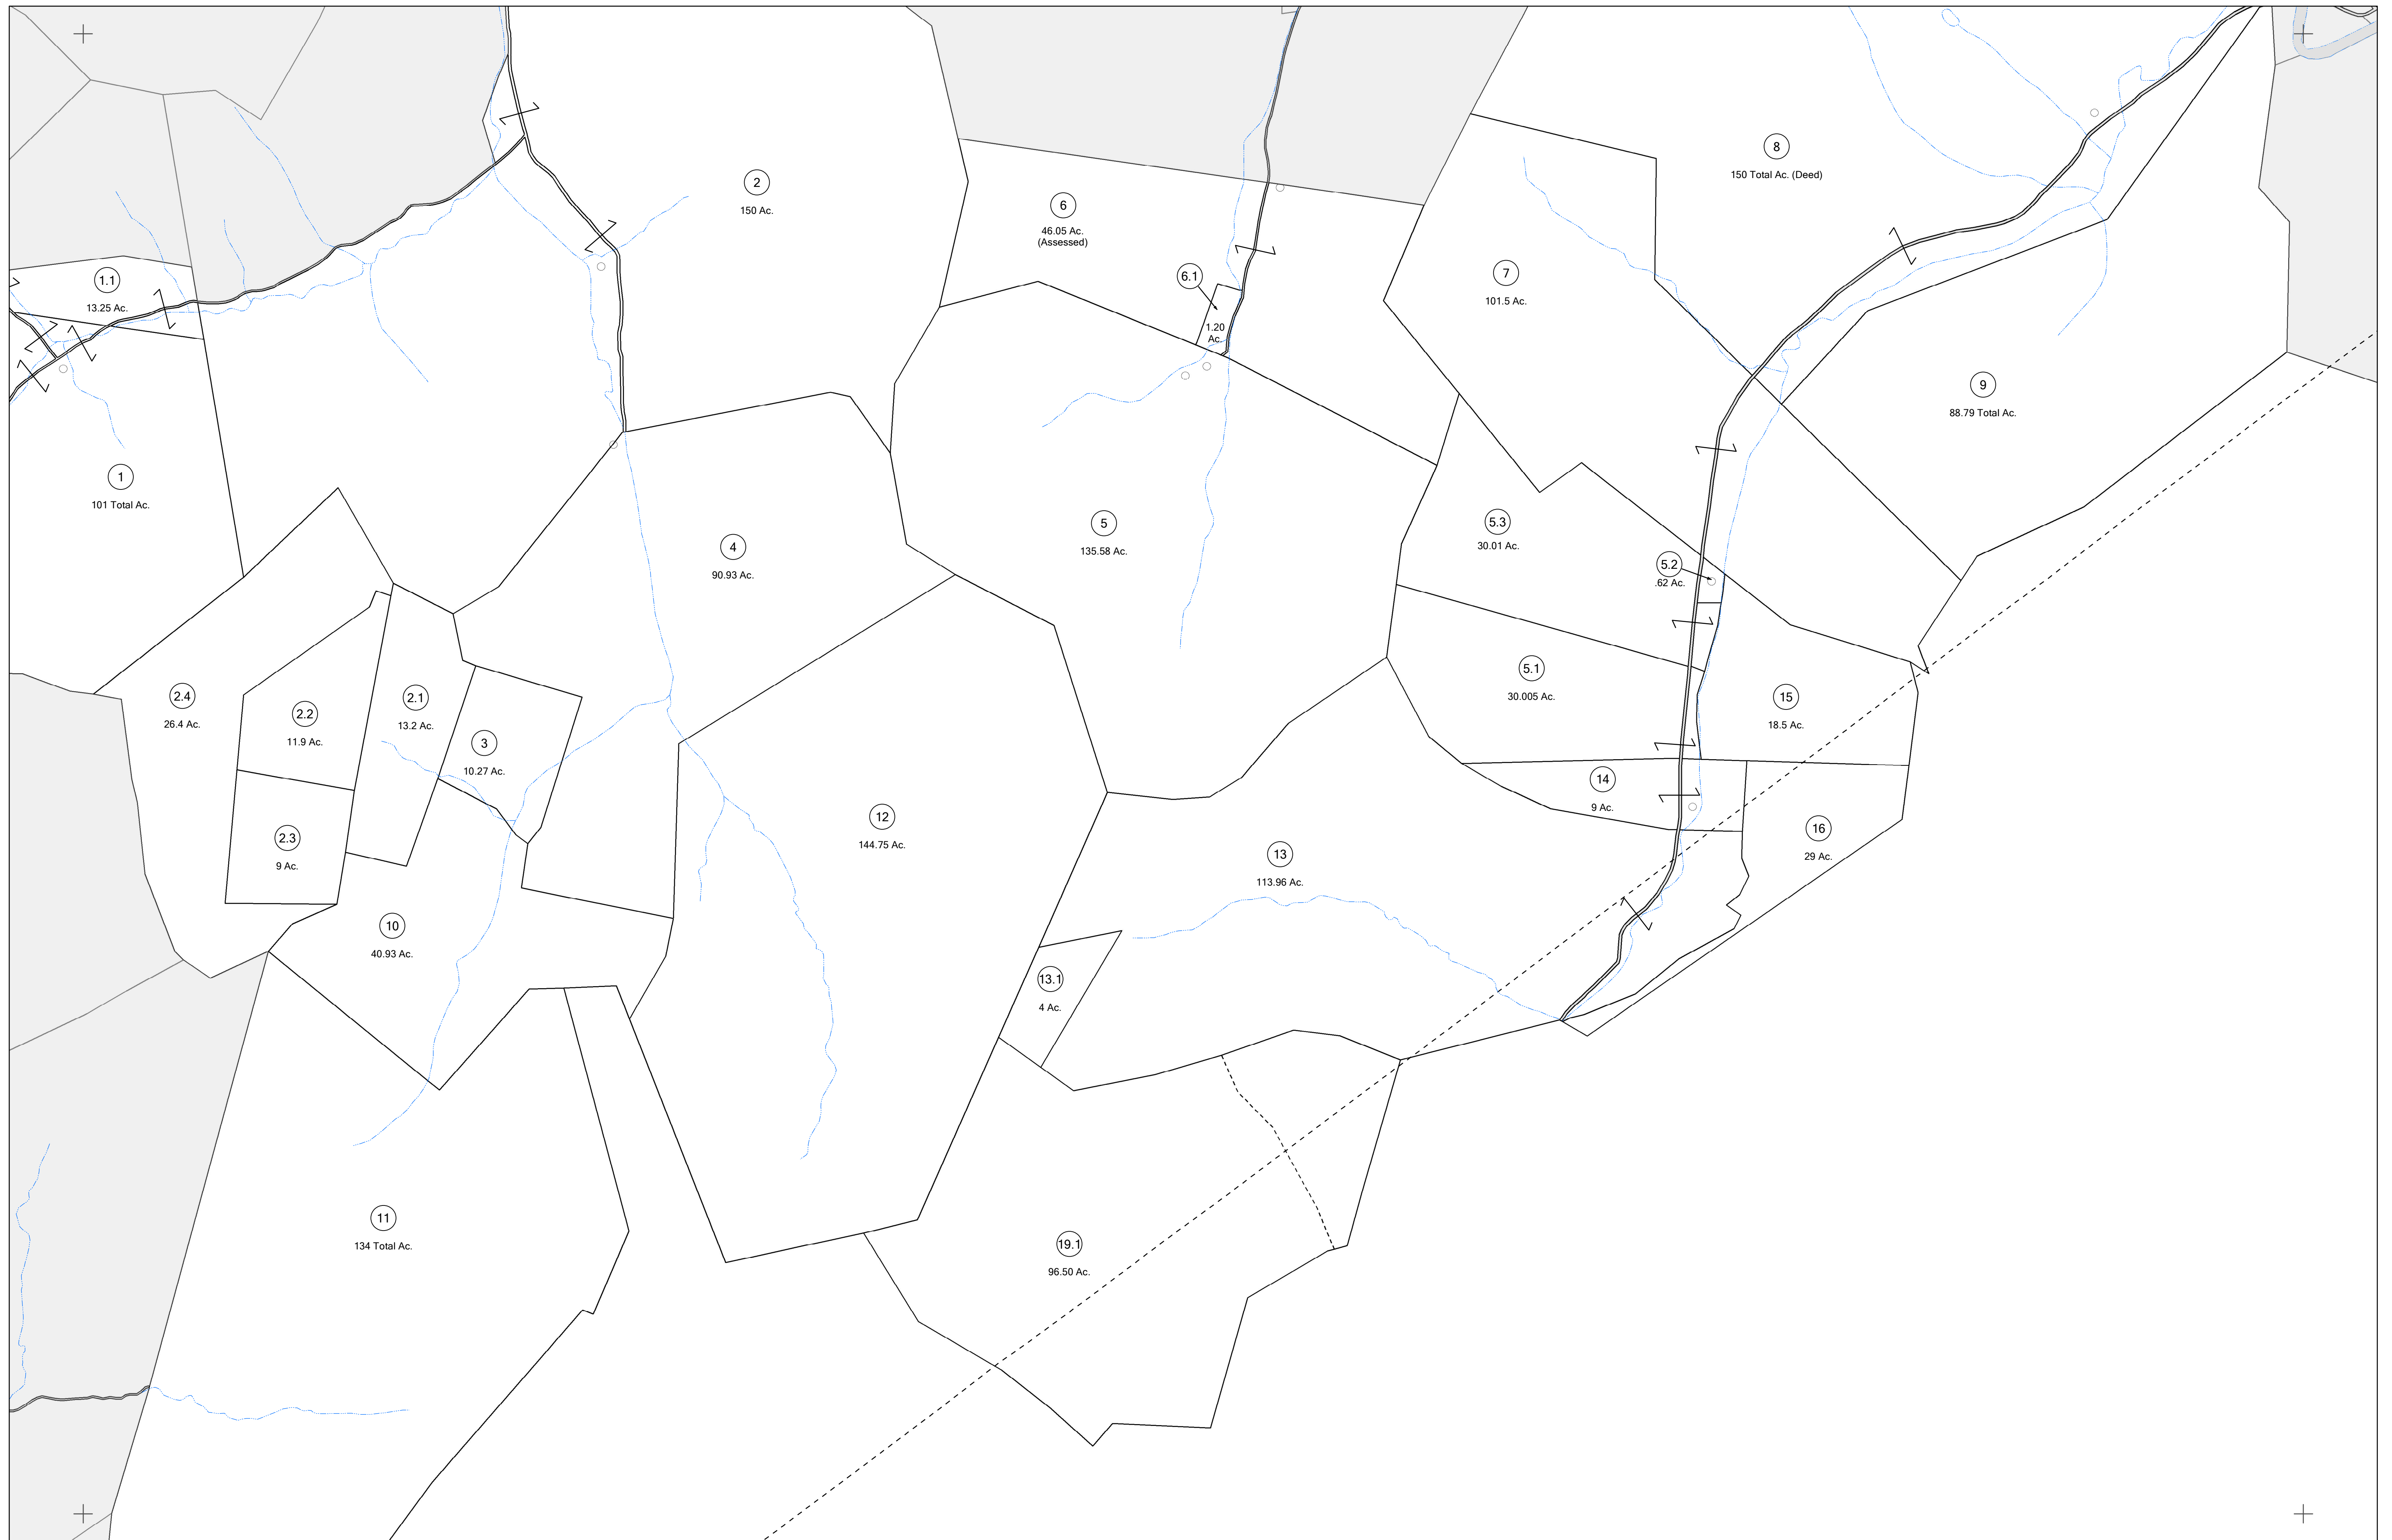 8
150 Total Ac. (Deed)
2
150 Ac.
6
46.05 Ac.
(Assessed)
7
101.5 Ac.
6.1
1.20
Ac.
1.1
13.25 Ac.
9
88.79 Total Ac.
1
101 Total Ac.
5
135.58 Ac.
5.3
30.01 Ac.
4
90.93 Ac.
5.2
.62 Ac.
5.1
30.005 Ac.
2.4
26.4 Ac.
2.1
13.2 Ac.
15
18.5 Ac.
2.2
11.9 Ac.
3
10.27 Ac.
14
9 Ac.
12
144.75 Ac.
16
29 Ac.
2.3
9 Ac.
13
113.96 Ac.
10
40.93 Ac.
13.1
4 Ac.
11
134 Total Ac.
19.1
96.50 Ac.